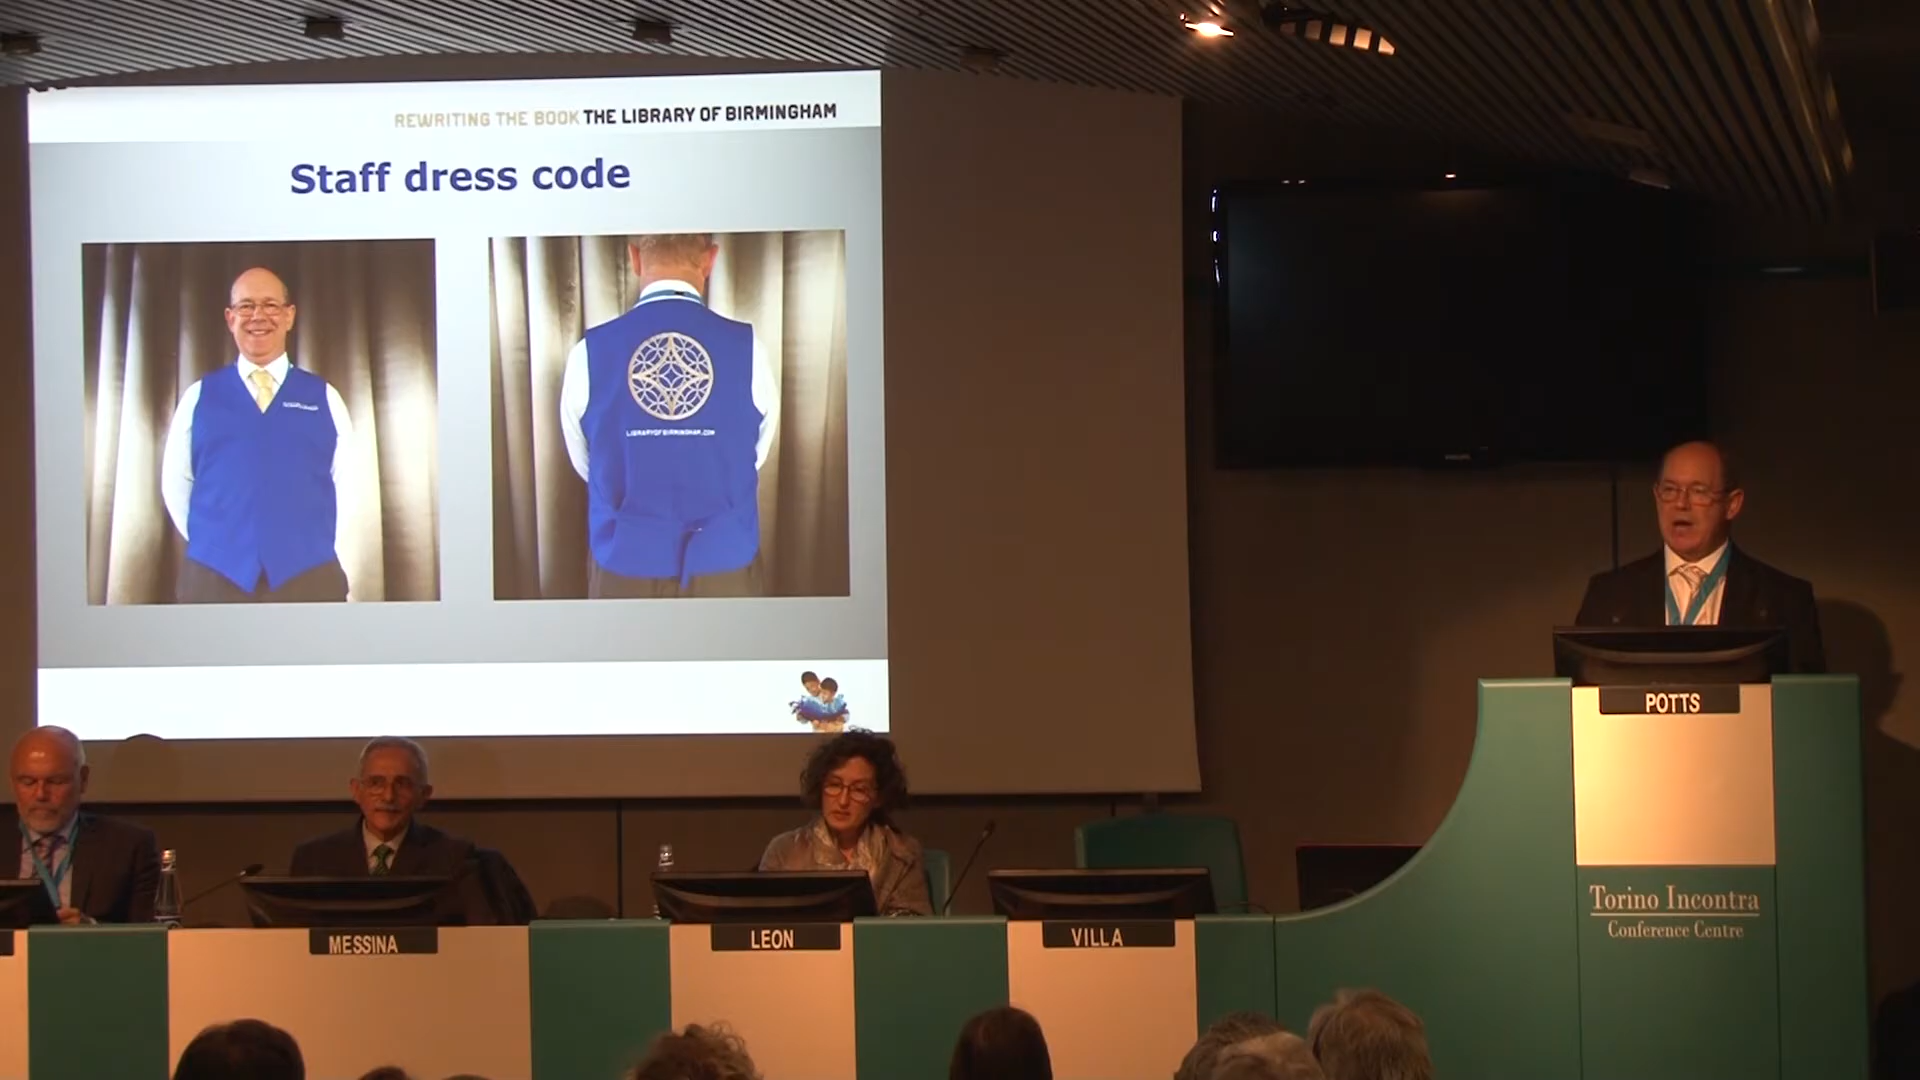 REWRITING THE BOOK THE LIBRARY OF BIRMINGHAM
Staff dress code
LIBRARYOFBIRMINGHAM.COM
POTTS
MESSINA
LEON
VILLA
Torino Incontra
Conference Centre